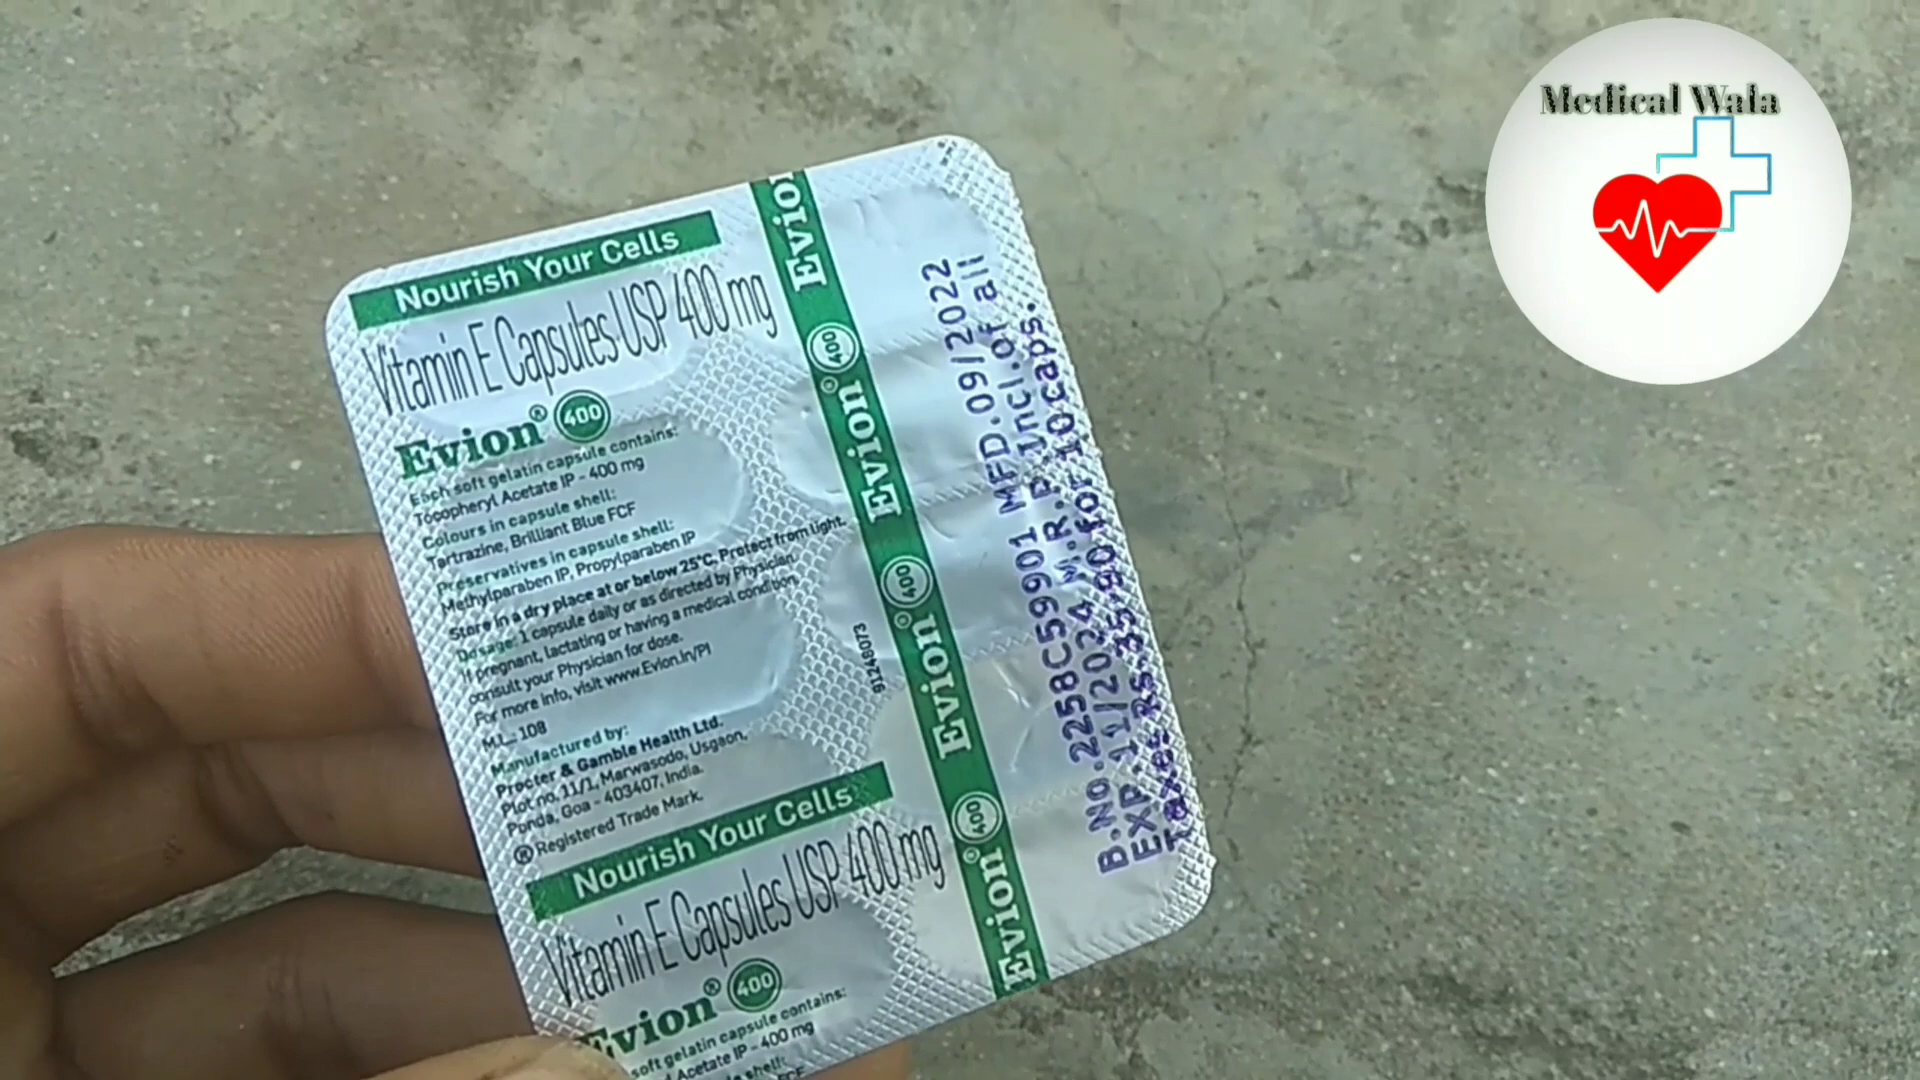 Medical Wala
Nourish Your Cells
Vitamin E Capsules USP 400 mg
Evion® 400
Each soft gelatin capsule contains:
Tocopheryl Acetate IP - 400 mg
Colours in capsule shell:
Tartrazine, Brilliant Blue FCF
Preservatives in capsule shell:
Methylparaben IP, Propylparaben IP
Store in a dry place at or below 25°C. Protect from light.
Dosage: 1 capsule daily or as directed by Physician.
If pregnant, lactating or having a medical condition,
consult your Physician for dose.
For more info, visit www.Evion.in/PI
M.L.: 108
Manufactured by:
Procter & Gamble Health Ltd.
Plot no. 11/1, Marwasodo, Usgaon,
Ponda, Goa - 403407, India.
® Registered Trade Mark.
Nourish Your Cells
Vitamin E Capsules USP 400 mg
Evion® 400
soft gelatin capsule contains:
Acetate IP - 400 mg
shell:
FCF
Evion® 400 Evion® 400 Evion® 400 Evio
91248073
B.No.2258C59901 MFD.09/2022
EXP.11/2024 M.R.P.Incl.of all
Taxes Rs.35.90 for 10caps.